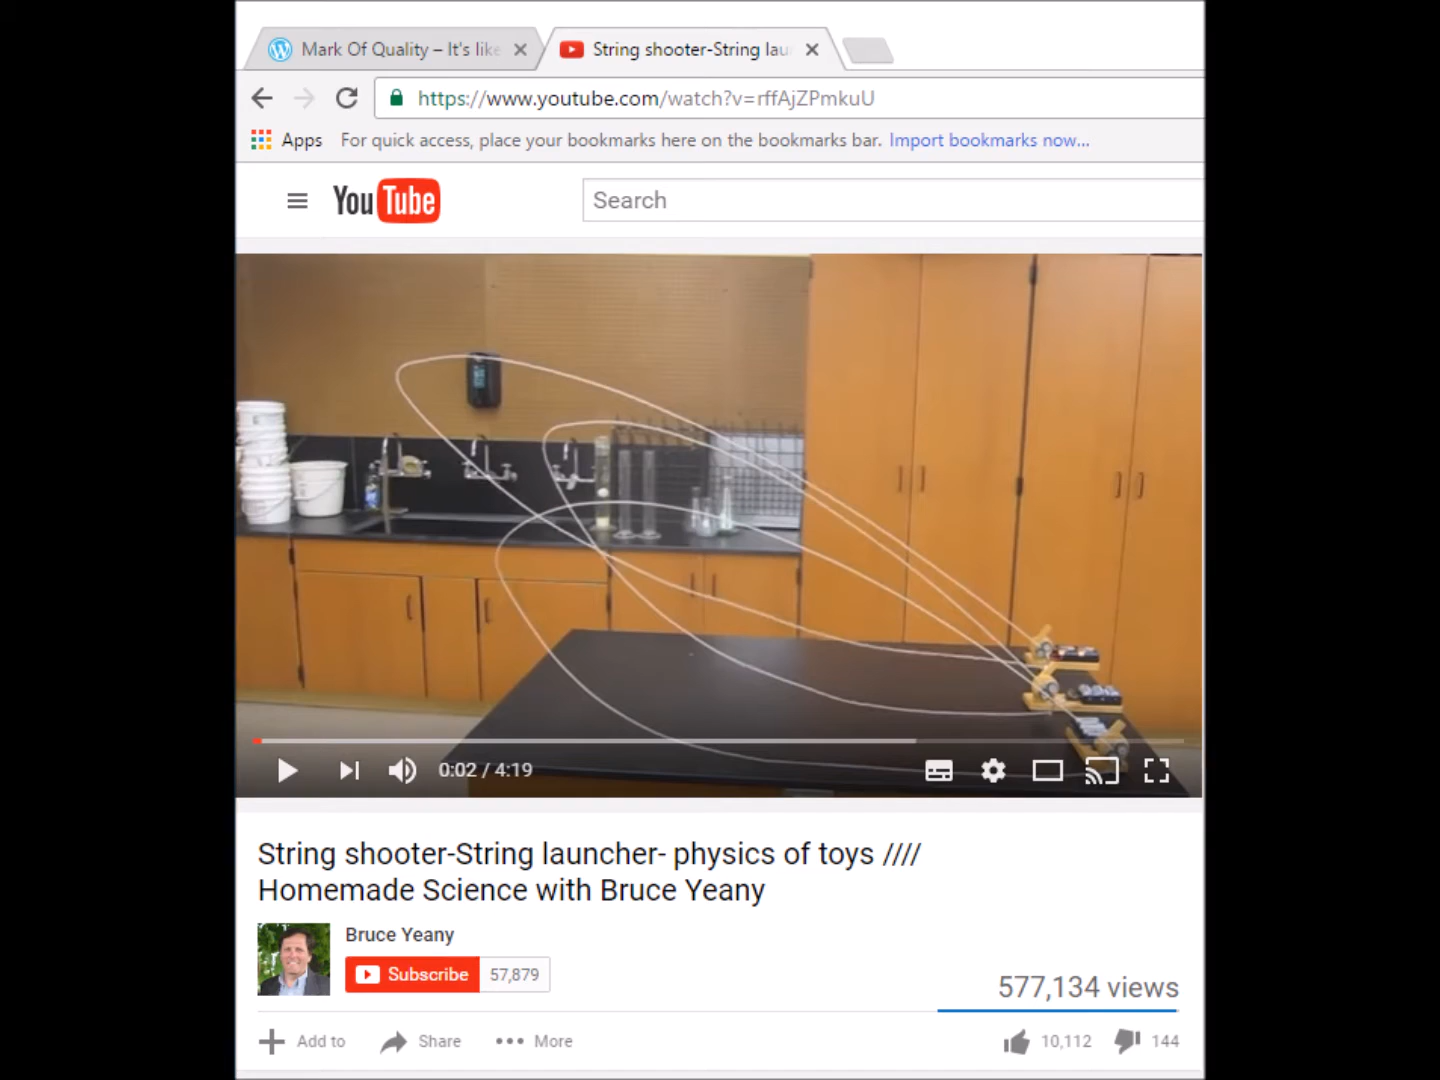 Mark Of Quality – It's like
String shooter-String lau
https://www.youtube.com/watch?v=rffAjZPmkuU
Apps For quick access, place your bookmarks here on the bookmarks bar. Import bookmarks now...
YouTube
Search
0:02 / 4:19
String shooter-String launcher- physics of toys ////
Homemade Science with Bruce Yeany
Bruce Yeany
Subscribe 57,879
577,134 views
Add to Share More 10,112 144